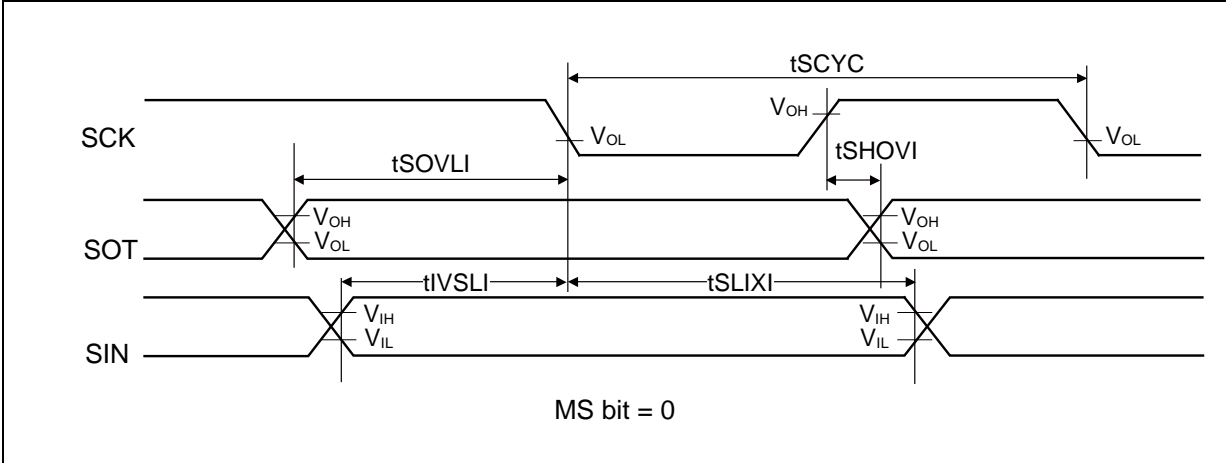 tSCYC
SCK
VOH
VOL
VOL
tSHOVI
tSOVLI
SOT
VOH
VOL
VOH
VOL
tIVSLI
tSLIXI
SIN
VIH
VIL
VIH
VIL
MS bit = 0